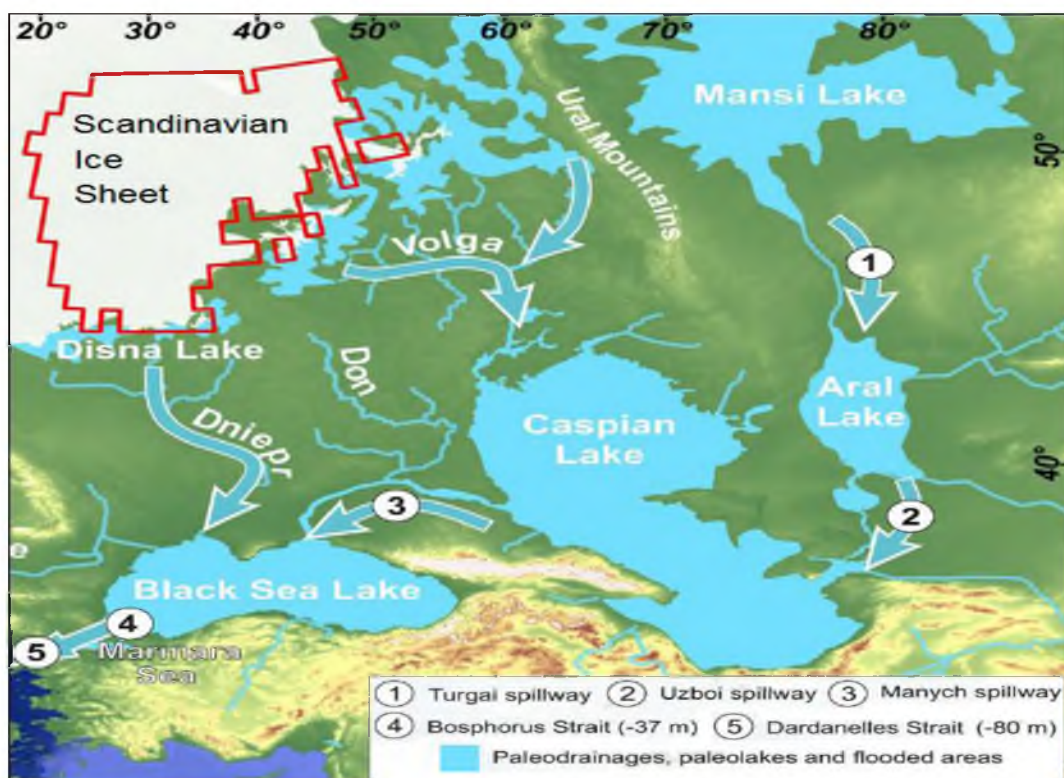 20° 30° 40° 50° 60° 70° 80°
Scandinavian
Ice
Sheet
Mansi Lake
Ural Mountains
50°
Volga
1
Disna Lake
Don
Dniepr
Caspian
Lake
Aral
Lake
40°
3
2
e
Black Sea Lake
4
5
Marmara
Sea
1 Turgai spillway 2 Uzboi spillway 3 Manych spillway
4 Bosphorus Strait (-37 m) 5 Dardanelles Strait (-80 m)
Paleodrainages, paleolakes and flooded areas